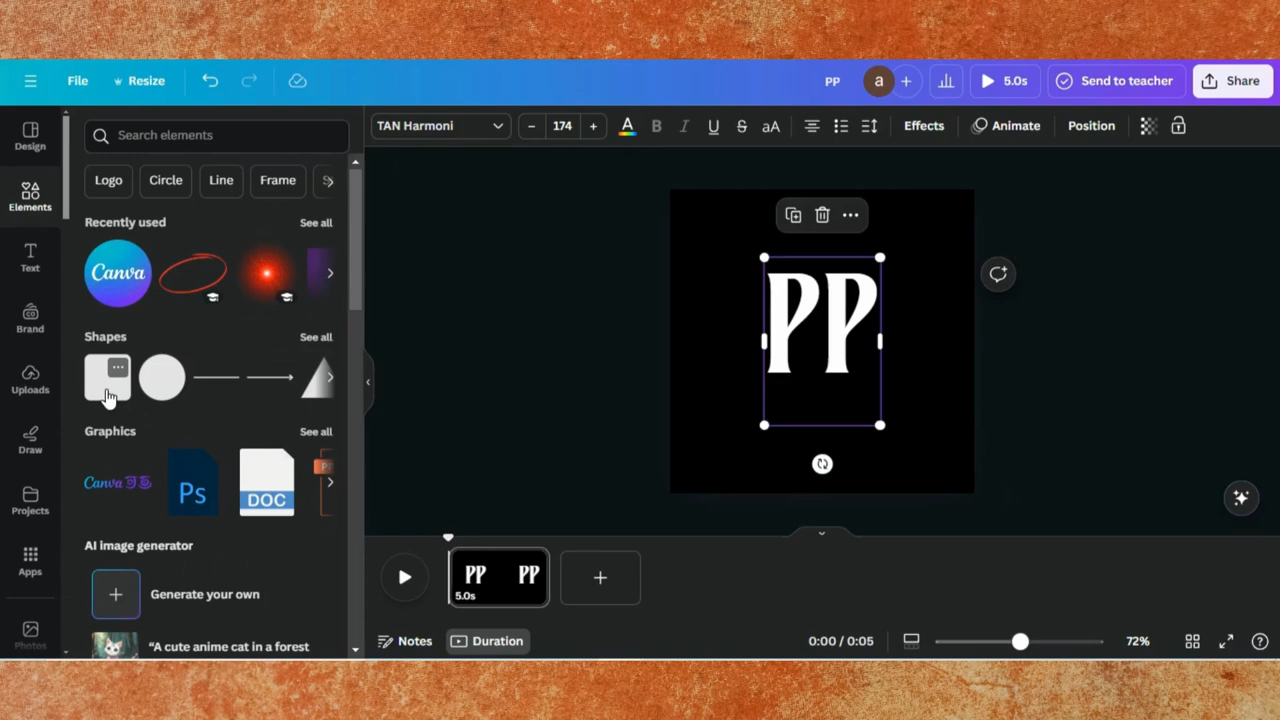 File
Resize
PP
a
+
5.0s
Send to teacher
Share
TAN Harmoni
−
174
+
A
B
I
U
S
aA
Effects
Animate
Position
Design
Elements
Text
Brand
Uploads
Draw
Projects
Apps
Photos
Search elements
Logo
Circle
Line
Frame
Recently used
See all
Canva
Shapes
See all
Graphics
See all
Ps
DOC
AI image generator
Generate your own
"A cute anime cat in a forest
PP
PP PP
5.0s
Notes
Duration
0:00 / 0:05
72%